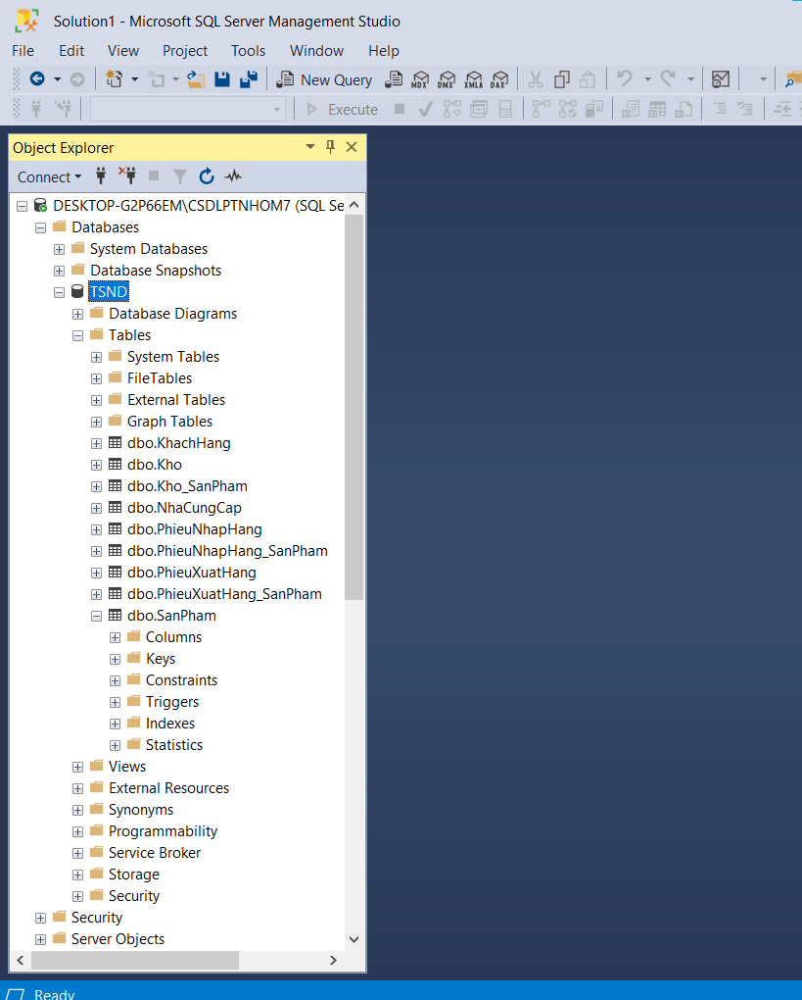 Solution1 - Microsoft SQL Server Management Studio
File Edit View Project Tools Window Help
New Query MDX DMX XMLA DAX
Execute
Object Explorer
Connect
DESKTOP-G2P66EM\CSDLPTNHOM7 (SQL Se
Databases
System Databases
Database Snapshots
TSND
Database Diagrams
Tables
System Tables
FileTables
External Tables
Graph Tables
dbo.KhachHang
dbo.Kho
dbo.Kho_SanPham
dbo.NhaCungCap
dbo.PhieuNhapHang
dbo.PhieuNhapHang_SanPham
dbo.PhieuXuatHang
dbo.PhieuXuatHang_SanPham
dbo.SanPham
Columns
Keys
Constraints
Triggers
Indexes
Statistics
Views
External Resources
Synonyms
Programmability
Service Broker
Storage
Security
Security
Server Objects
Ready